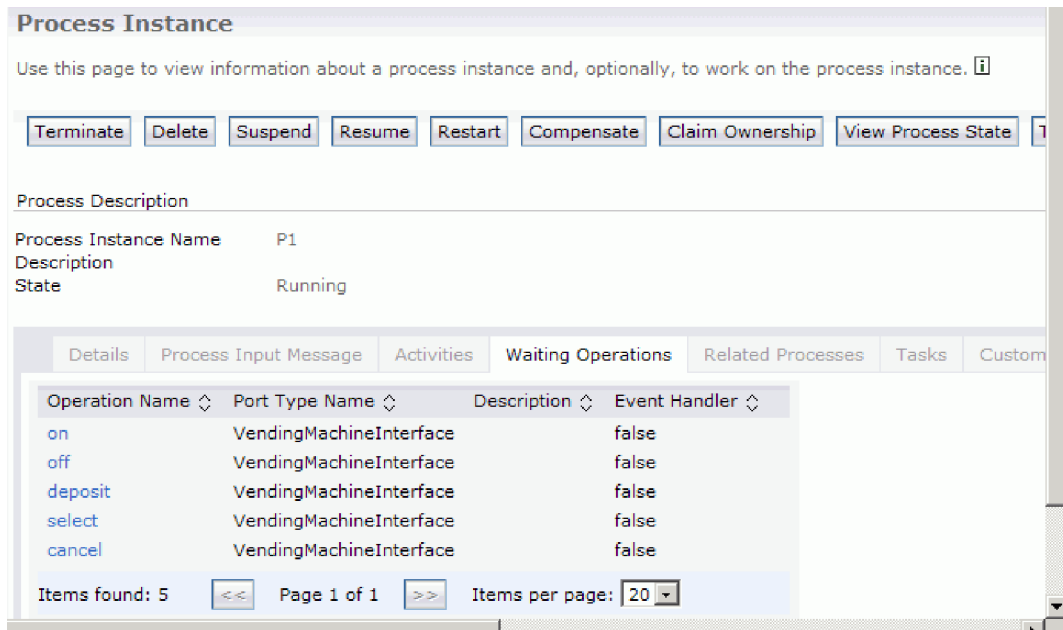 Process Instance
Use this page to view information about a process instance and, optionally, to work on the process instance. i
Terminate Delete Suspend Resume Restart Compensate Claim Ownership View Process State T
Process Description
Process Instance Name P1
Description
State Running
Details Process Input Message Activities Waiting Operations Related Processes Tasks Custom
Operation Name Port Type Name Description Event Handler
on VendingMachineInterface false
off VendingMachineInterface false
deposit VendingMachineInterface false
select VendingMachineInterface false
cancel VendingMachineInterface false
Items found: 5 << Page 1 of 1 >> Items per page: 20